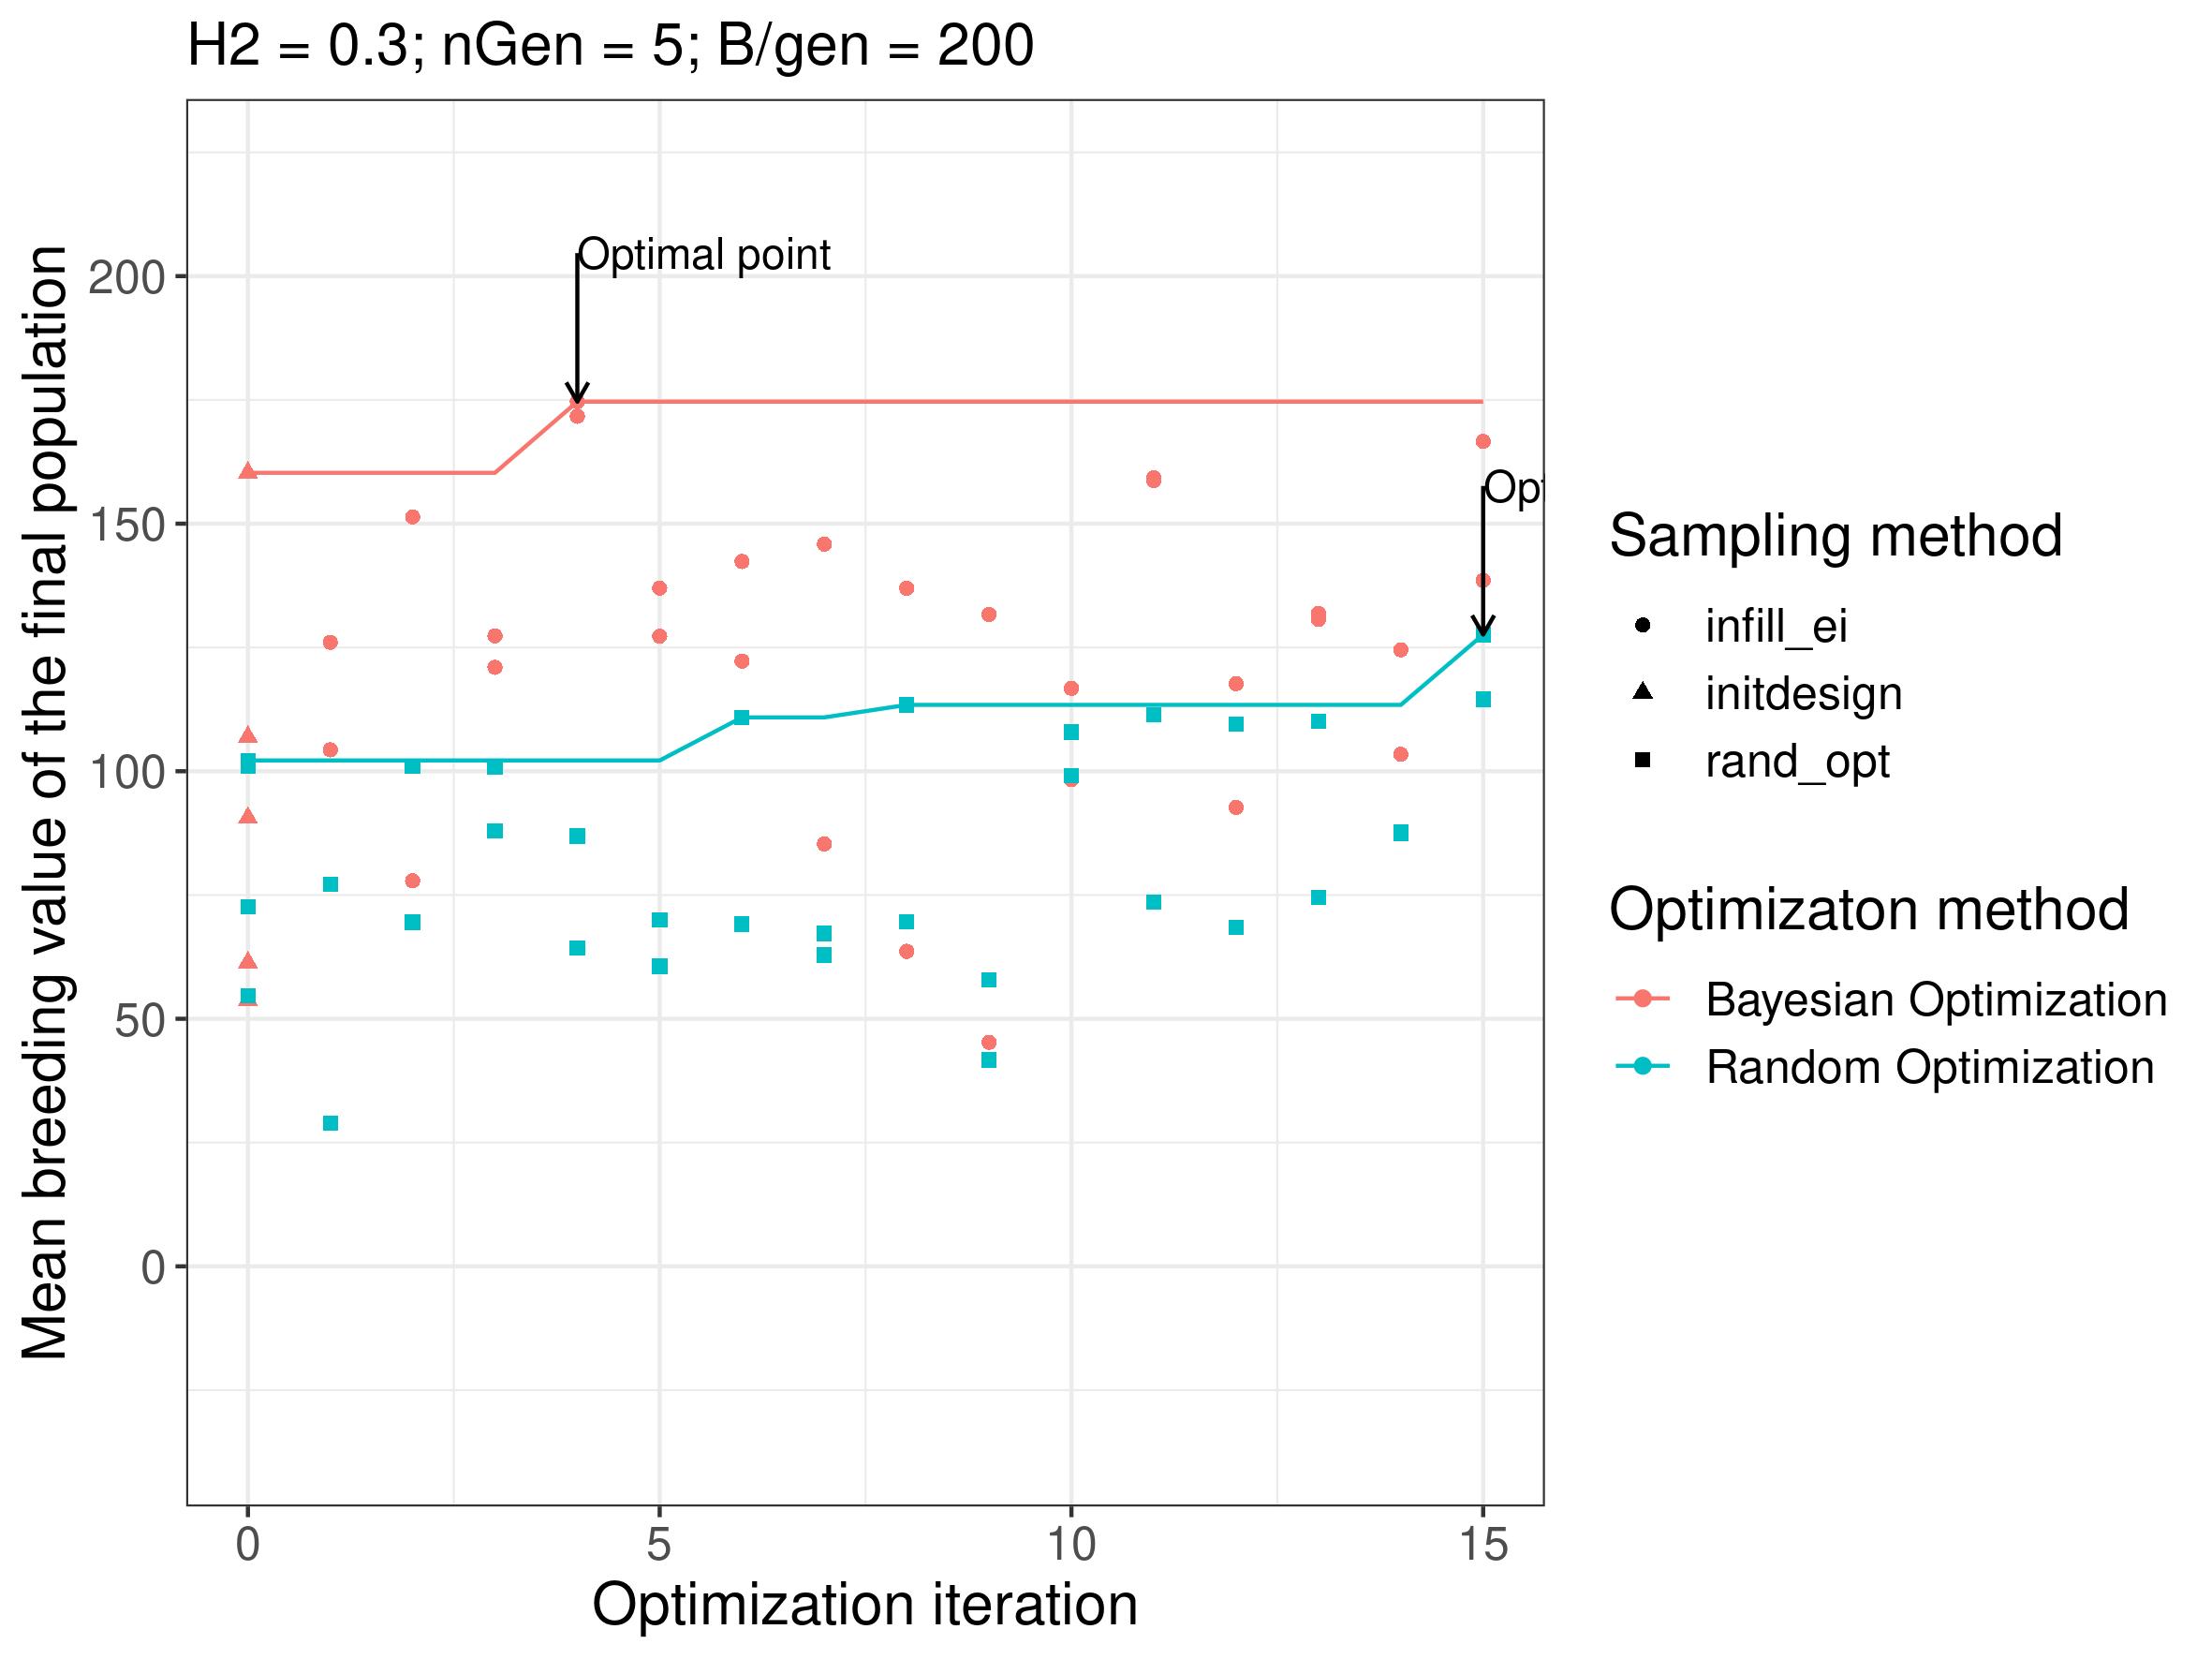 H2 = 0.3; nGen = 5; B/gen = 200
Mean breeding value of the final population
200
150
100
50
0
Optimal point
Opt
0
5
10
15
Optimization iteration
Sampling method
infill_ei
initdesign
rand_opt
Optimizaton method
Bayesian Optimization
Random Optimization